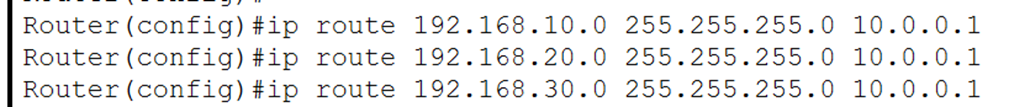 Router(config)#ip route 192.168.10.0 255.255.255.0 10.0.0.1
Router(config)#ip route 192.168.20.0 255.255.255.0 10.0.0.1
Router(config)#ip route 192.168.30.0 255.255.255.0 10.0.0.1